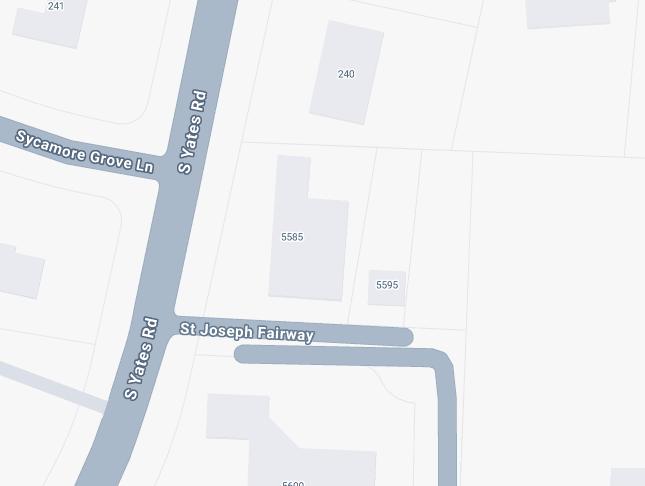 241
240
S Yates Rd
Sycamore Grove Ln
5585
5595
St Joseph Fairway
S Yates Rd
5600